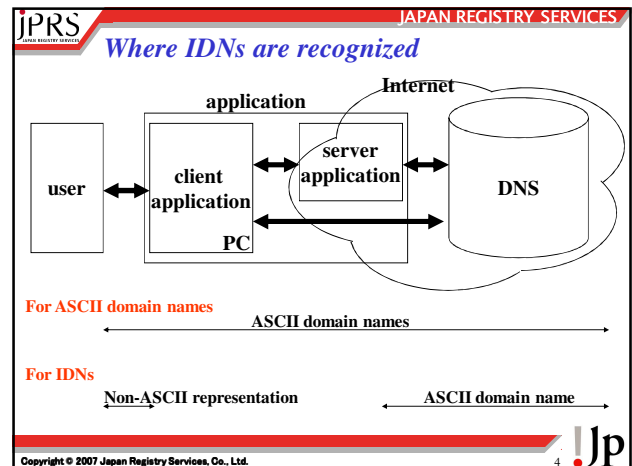 JPRS
JAPAN REGISTRY SERVICES
JAPAN REGISTRY SERVICES
Where IDNs are recognized
Internet
application
user
client
application
PC
server
application
DNS
For ASCII domain names
ASCII domain names
For IDNs
Non-ASCII representation
ASCII domain name
Copyright © 2007 Japan Registry Services, Co., Ltd.
4
!Jp